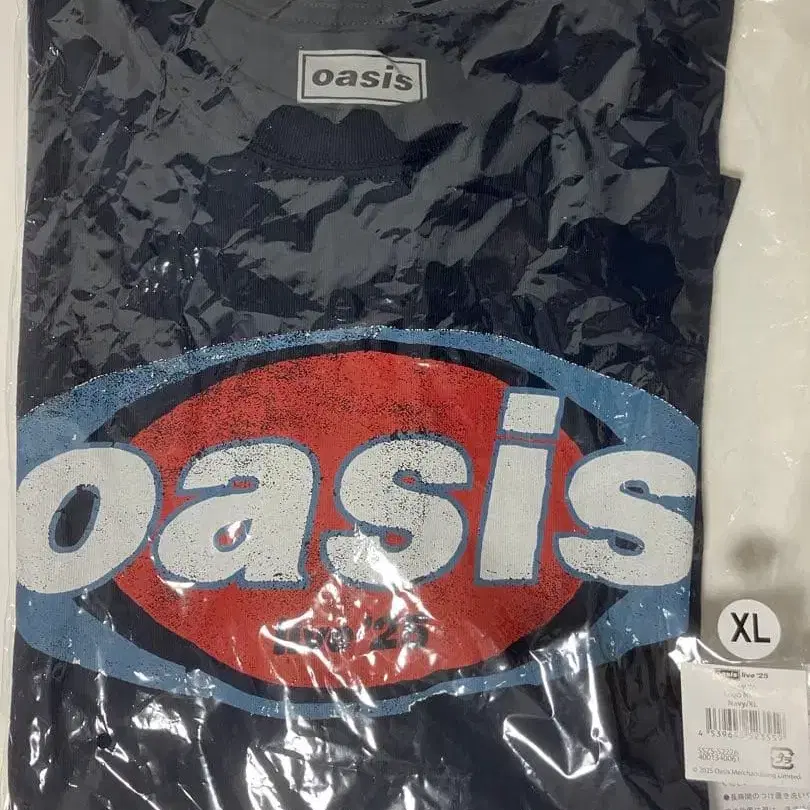 oasis
oasis
live '25
XL
oasis live '25
Navy/XL
© 2025 Oasis Merchandising Limited.